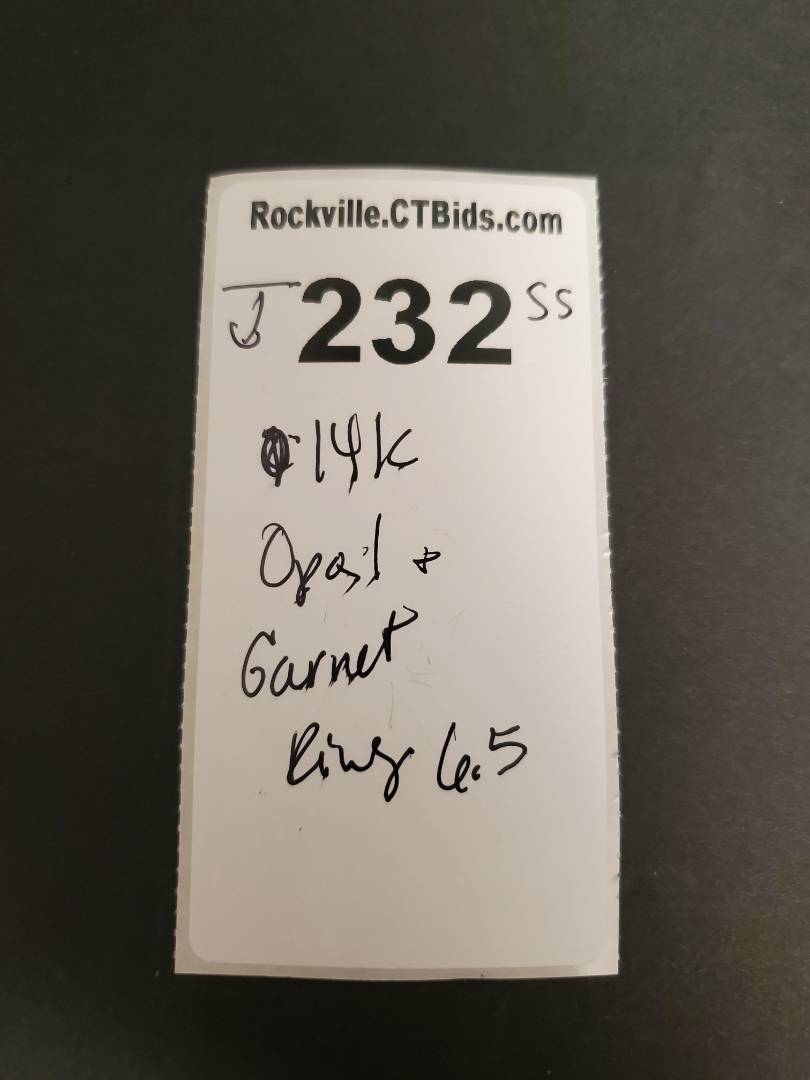 Rockville.CTBids.com
J 232 SS
14k
Opal +
Garnet
Ring 6.5